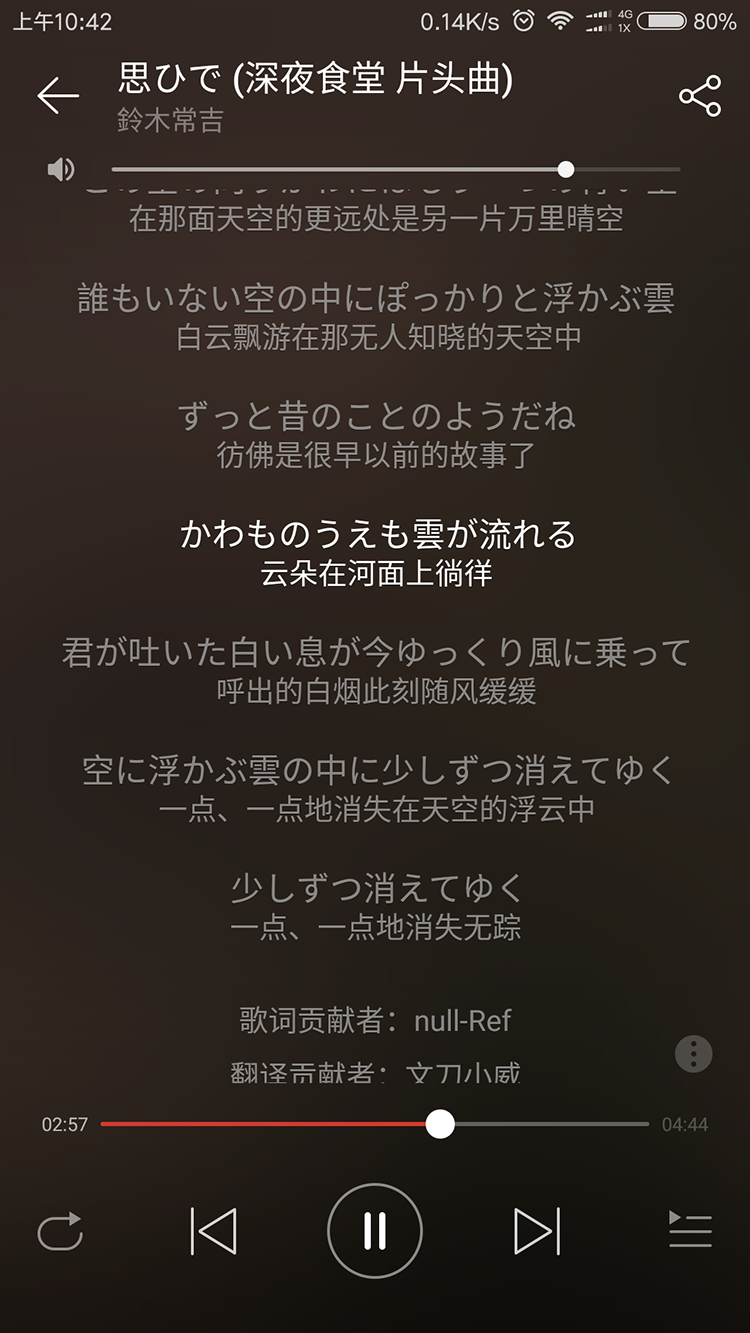 上午10:42
0.14K/s
4G
1X
80%
思ひで (深夜食堂 片头曲)
鈴木常吉
在那面天空的更远处是另一片万里晴空
誰もいない空の中にぽっかりと浮かぶ雲
白云飘游在那无人知晓的天空中
ずっと昔のことのようだね
彷佛是很早以前的故事了
かわものうえも雲が流れる
云朵在河面上徜徉
君が吐いた白い息が今ゆっくり風に乗って
呼出的白烟此刻随风缓缓
空に浮かぶ雲の中に少しずつ消えてゆく
一点、一点地消失在天空的浮云中
少しずつ消えてゆく
一点、一点地消失无踪
歌词贡献者：null-Ref
翻译贡献者：文刀小威
02:57
04:44